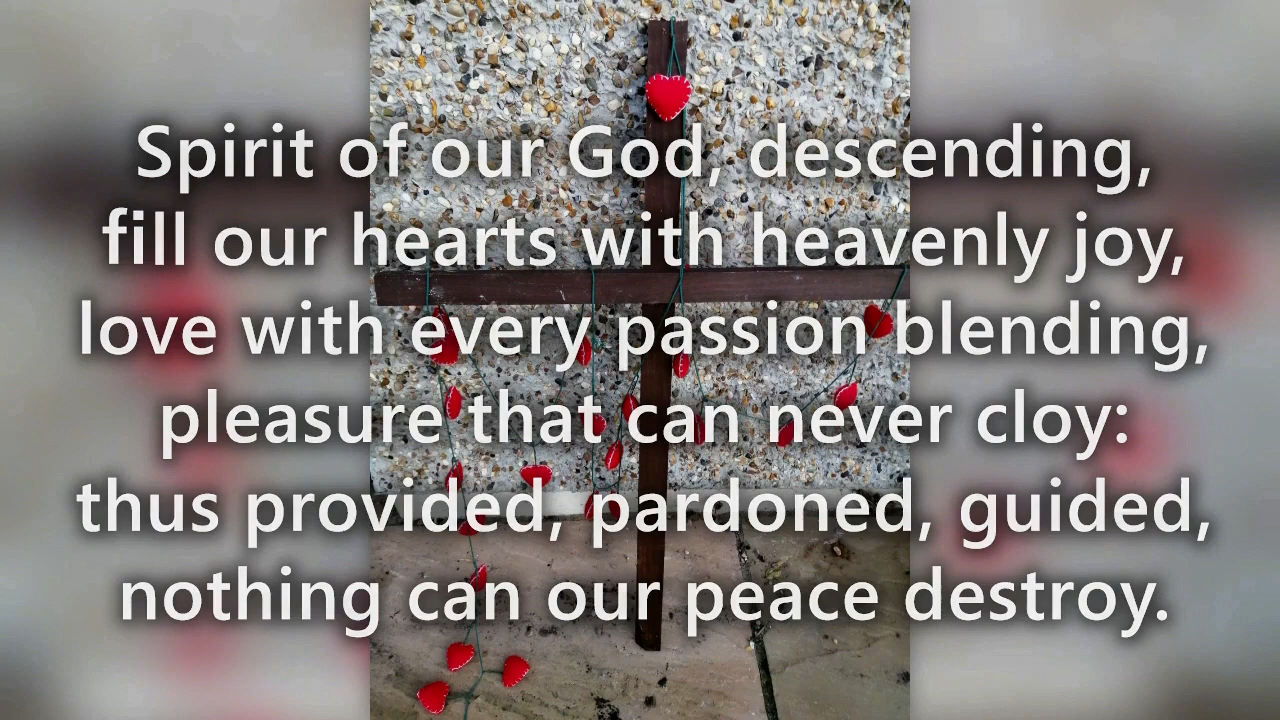 Spirit of our God, descending,
fill our hearts with heavenly joy,
love with every passion blending,
pleasure that can never cloy:
thus provided, pardoned, guided,
nothing can our peace destroy.